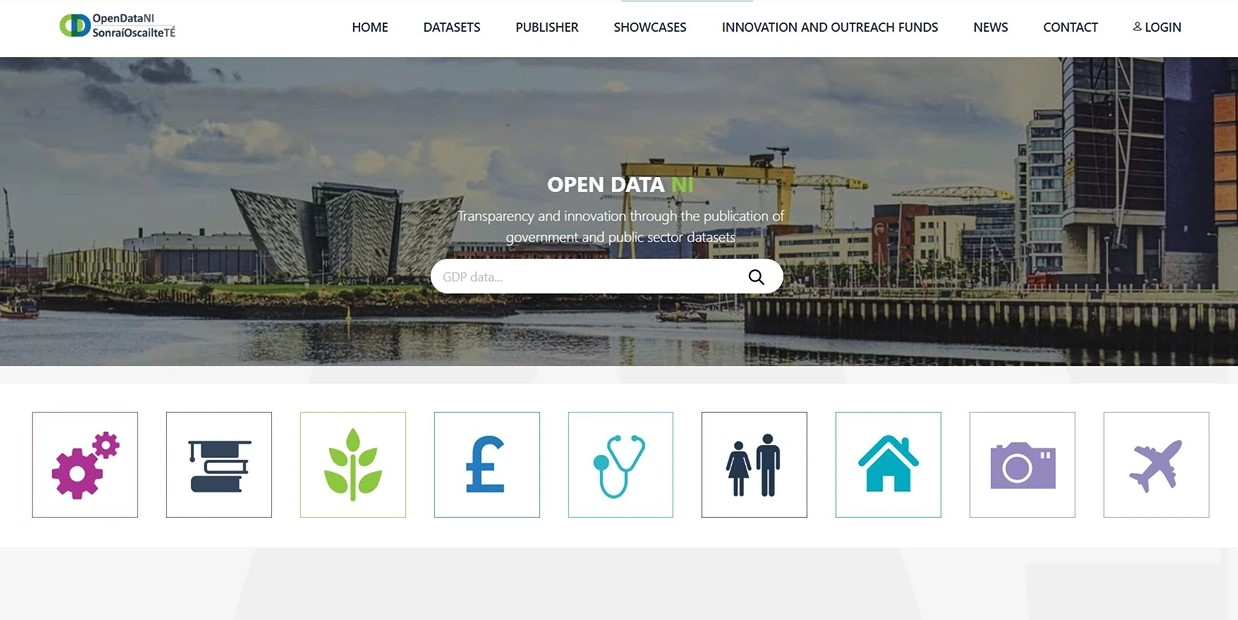 OpenDataNI
SonraíOscailteTÉ
HOME DATASETS PUBLISHER SHOWCASES INNOVATION AND OUTREACH FUNDS NEWS CONTACT LOGIN
H & W
OPEN DATA NI
Transparency and innovation through the publication of
government and public sector datasets
GDP data...
£